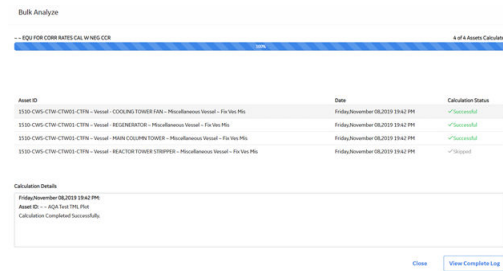 Bulk Analyze
~ ~ EQU FOR CORR RATES CAL W NEG CCR 4 of 4 Assets Calculate
100%
Asset ID Date Calculation Status
1510-CWS-CTW-CTW01-CTFN ~ Vessel - COOLING TOWER FAN ~ Miscellaneous Vessel ~ Fix Ves Mis Friday,November 08,2019 19:42 PM Successful
1510-CWS-CTW-CTW01-CTFN ~ Vessel - REGENERATOR ~ Miscellaneous Vessel ~ Fix Ves Mis Friday,November 08,2019 19:42 PM Successful
1510-CWS-CTW-CTW01-CTFN ~ Vessel - MAIN COLUMN TOWER ~ Miscellaneous Vessel ~ Fix Ves Mis Friday,November 08,2019 19:42 PM Successful
1510-CWS-CTW-CTW01-CTFN ~ Vessel - REACTOR TOWER STRIPPER ~ Miscellaneous Vessel ~ Fix Ves Mis Friday,November 08,2019 19:42 PM Skipped
Calculation Details
Friday,November 08,2019 19:42 PM:
Asset ID: ~ ~ AQA Test TML Plot
Calculation Completed Successfully.
Close View Complete Log